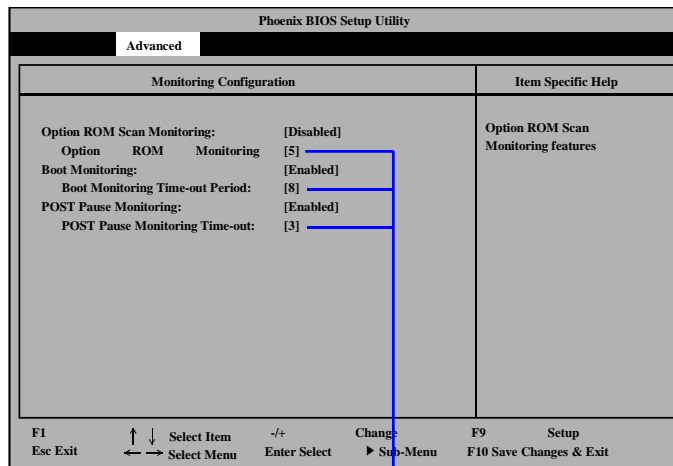 Phoenix BIOS Setup Utility
Advanced
Monitoring Configuration
Item Specific Help
Option ROM Scan Monitoring: [Disabled]
Option ROM Monitoring [5]
Boot Monitoring: [Enabled]
Boot Monitoring Time-out Period: [8]
POST Pause Monitoring: [Enabled]
POST Pause Monitoring Time-out: [3]
Option ROM Scan
Monitoring features
F1 ↑ ↓ Select Item -/+ Change F9 Setup
Esc Exit ← → Select Menu Enter Select ▶ Sub-Menu F10 Save Changes & Exit